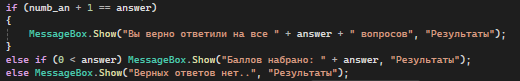 if (numb_an + 1 == answer)
{
MessageBox.Show("Вы верно ответили на все " + answer + " вопросов", "Результаты");
}
else if (0 < answer) MessageBox.Show("Баллов набрано: " + answer, "Результаты");
else MessageBox.Show("Верных ответов нет..", "Результаты");